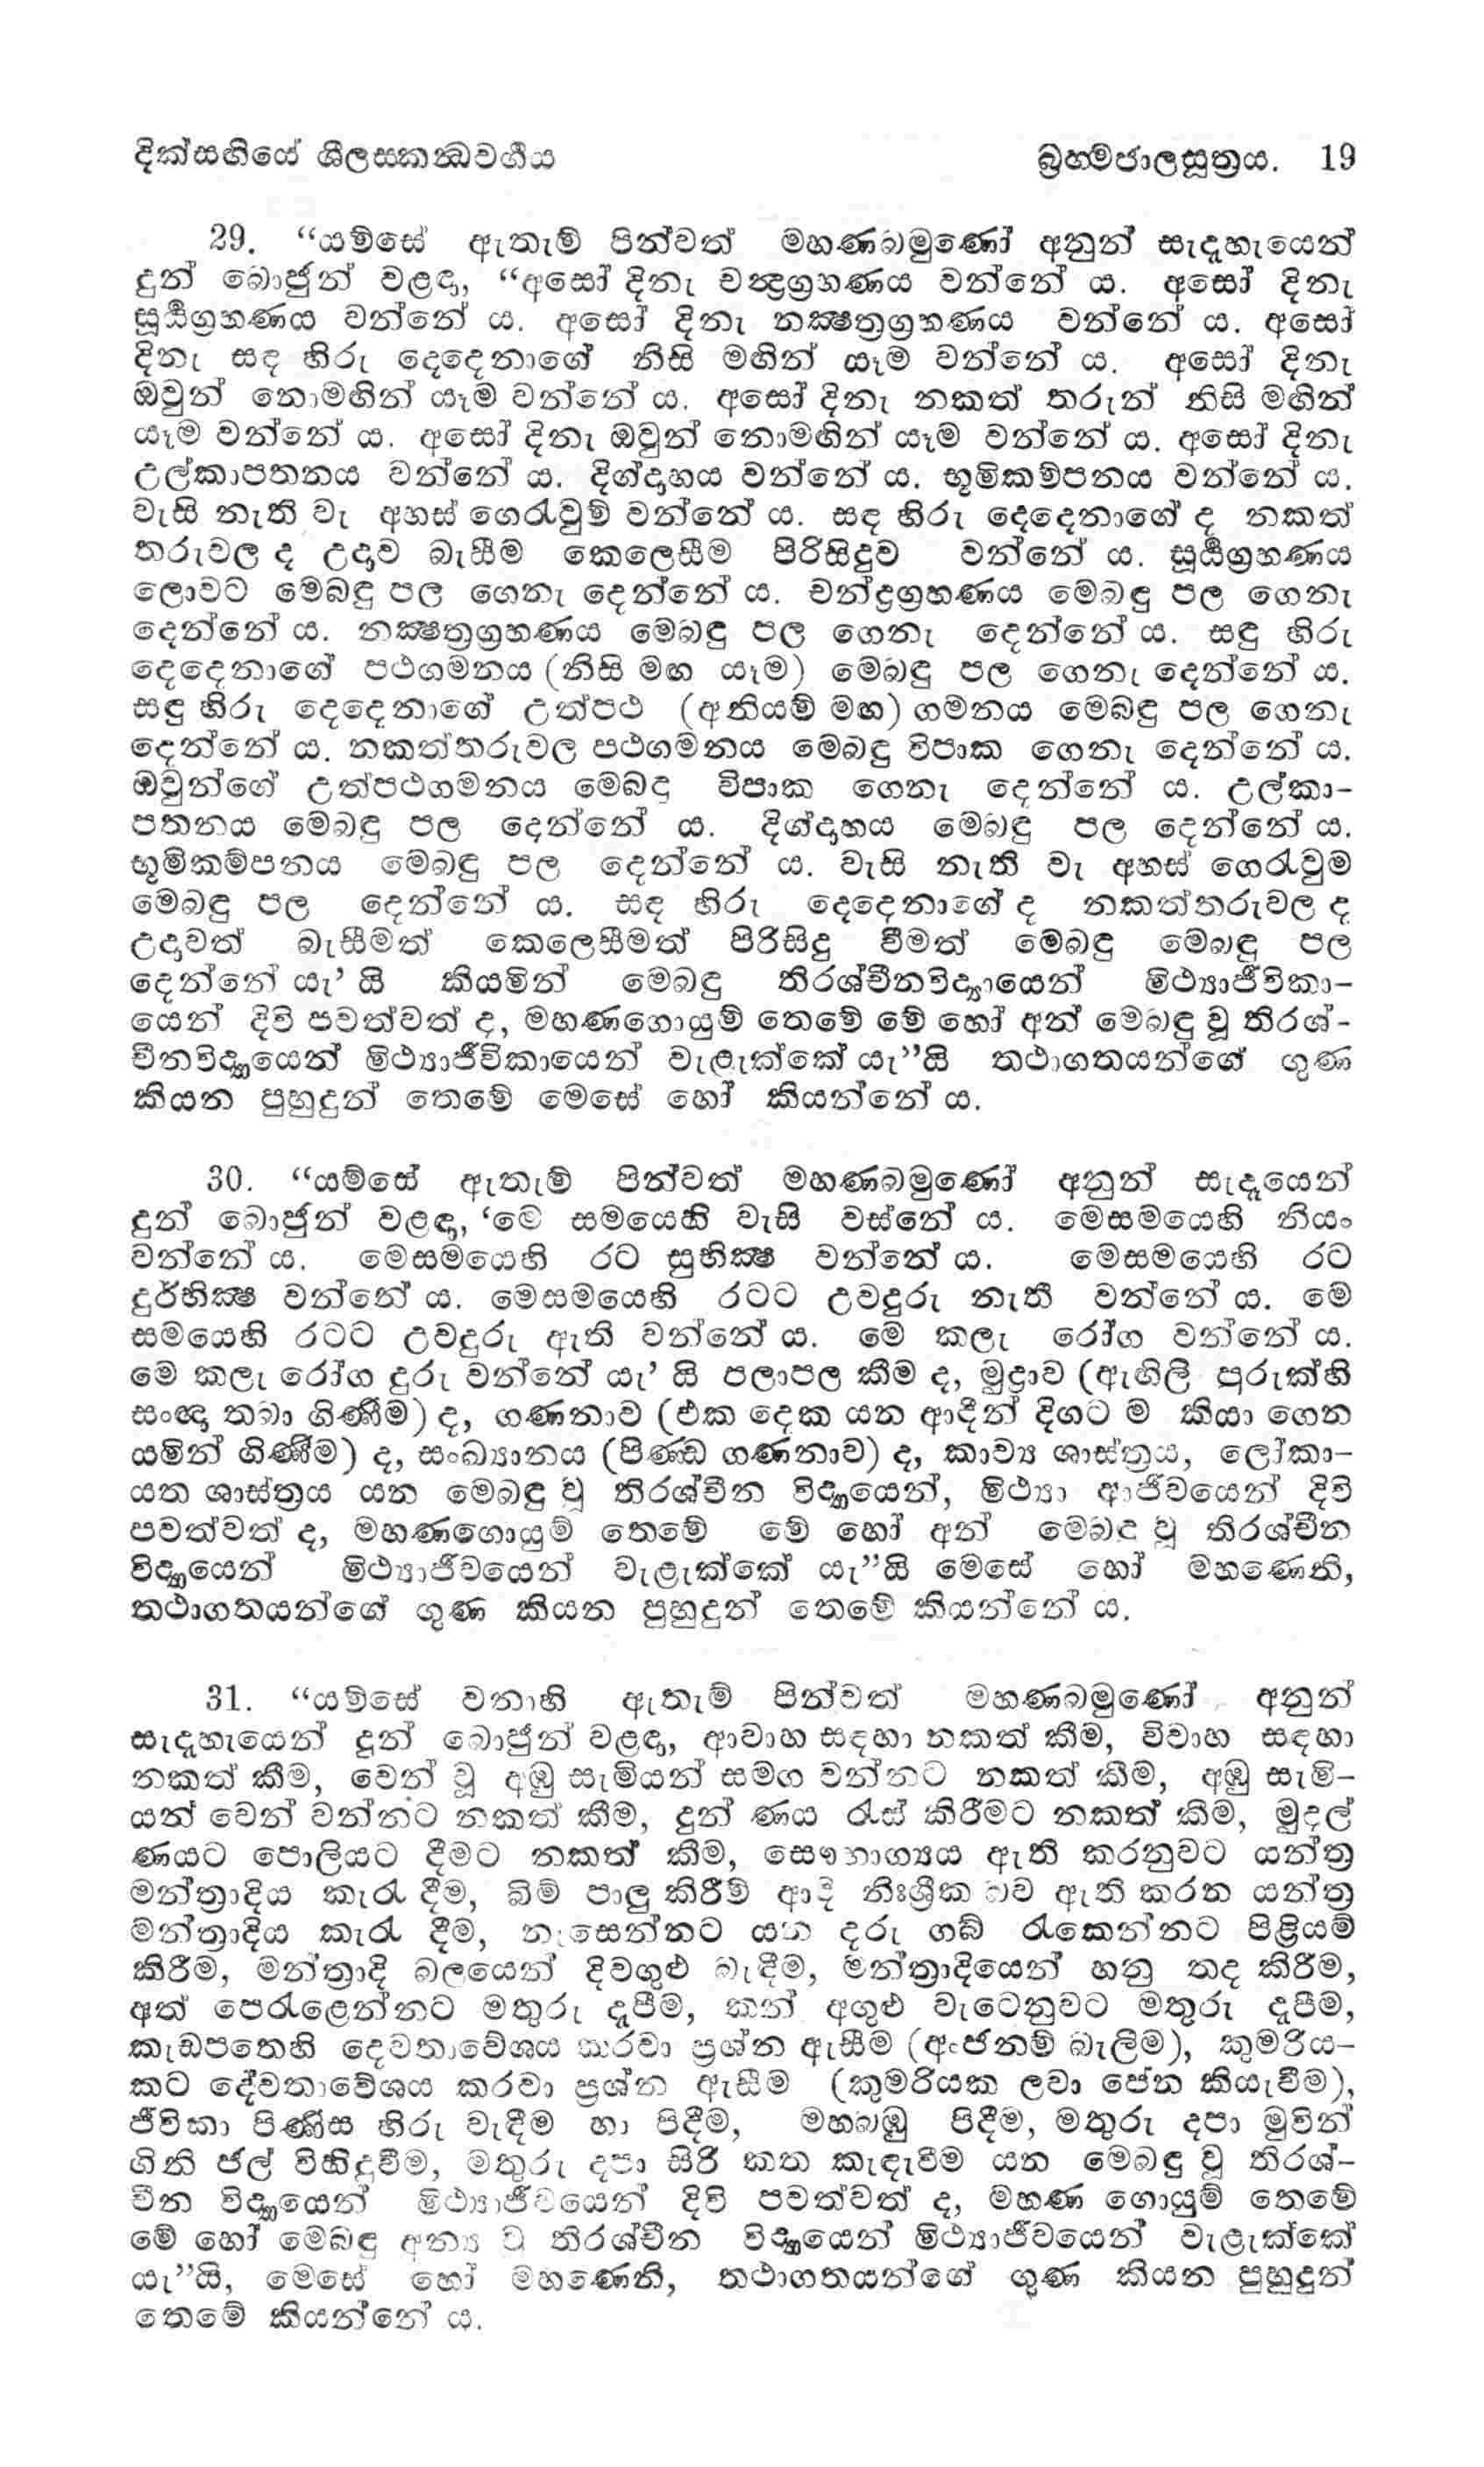 දික්සඟියේ ශීලස්කන්ධවර්ගය
බ්‍රහ්මජාලසූත්‍රය. 19
29. “යම්සේ ඇතැම් පින්වත් මහණබමුණෝ අනුන් සැදැහැයෙන්
දුන් බොජුන් වළඳා, “අසෝ දිනැ චන්ද්‍රග්‍රහණය වන්නේ ය. අසෝ දිනැ
සූර්‍ය්‍යග්‍රහණය වන්නේ ය. අසෝ දිනැ නක්‍ෂත්‍රග්‍රහණය වන්නේ ය. අසෝ
දිනැ සඳ හිරු දෙදෙනාගේ නිසි මඟින් යෑම වන්නේ ය. අසෝ දිනැ
ඔවුන් නොමඟින් යෑම වන්නේ ය. අසෝ දිනැ නකත් තරුන් නිසි මඟින්
යෑම වන්නේ ය. අසෝ දිනැ ඔවුන් නොමඟින් යෑම වන්නේ ය. අසෝ දිනැ
උල්කාපතනය වන්නේ ය. දිග්දාහය වන්නේ ය. භූමිකම්පනය වන්නේ ය.
වැසි නැති වැ අහස් ගෙරැවුම් වන්නේ ය. සඳ හිරු දෙදෙනාගේ ද නකත්
තරුවල ද උදාව බැසීම කෙලෙසීම පිරිසිදුව වන්නේ ය. සූර්‍ය්‍යග්‍රහණය
ලොවට මෙබඳු පල ගෙනැ දෙන්නේ ය. චන්ද්‍රග්‍රහණය මෙබඳු පල ගෙනැ
දෙන්නේ ය. නක්‍ෂත්‍රග්‍රහණය මෙබඳු පල ගෙනැ දෙන්නේ ය. සඳු හිරු
දෙදෙනාගේ පථගමනය (නිසි මඟ යෑම) මෙබඳු පල ගෙනැ දෙන්නේ ය.
සඳු හිරු දෙදෙනාගේ උත්පථ (අනියම් මඟ) ගමනය මෙබඳු පල ගෙනැ
දෙන්නේ ය. නකත්තරුවල පථගමනය මෙබඳු විපාක ගෙනැ දෙන්නේ ය.
ඔවුන්ගේ උත්පථගමනය මෙබඳු විපාක ගෙනැ දෙන්නේ ය. උල්කා-
පතනය මෙබඳු පල දෙන්නේ ය. දිග්දාහය මෙබඳු පල දෙන්නේ ය.
භූමිකම්පනය මෙබඳු පල දෙන්නේ ය. වැසි නැති වැ අහස් ගෙරැවුම
මෙබඳු පල දෙන්නේ ය. සඳ හිරු දෙදෙනාගේ ද නකත්තරුවල ද
උදාවත් බැසීමත් කෙලෙසීමත් පිරිසිදු වීමත් මෙබඳු මෙබඳු පල
දෙන්නේ යැ’ යි කියමින් මෙබඳු තිරශ්චීනවිද්‍යායෙන් මිථ්‍යාජීවිකා-
යෙන් දිවි පවත්වත් ද, මහණගොයුම් තෙමේ මේ හෝ අන් මෙබඳු වූ තිරශ්-
චීනවිද්‍යායෙන් මිථ්‍යාජීවිකායෙන් වැළැක්කේ යැ”යි තථාගතයන්ගේ ගුණ
කියන පුහුදුන් තෙමේ මෙසේ හෝ කියන්නේ ය.
30. “යම්සේ ඇතැම් පින්වත් මහණබමුණෝ අනුන් සැදෑයෙන්
දුන් බොජුන් වළඳා, ‘මෙ සමයෙහි වැසි වස්නේ ය. මෙසමයෙහි නියං
වන්නේ ය. මෙසමයෙහි රට සුභික්‍ෂ වන්නේ ය. මෙසමයෙහි රට
දුර්භික්‍ෂ වන්නේ ය. මෙසමයෙහි රටට උවදුරු නැතී වන්නේ ය. මෙ
සමයෙහි රටට උවදුරු ඇති වන්නේ ය. මෙ කලැ රෝග වන්නේ ය.
මෙ කලැ රෝග දුරු වන්නේ යැ’ යි පලාපල කීම ද, මුද්‍රාව (ඇඟිලි පුරුක්හි
සංඥා තබා ගිණීම) ද, ගණනාව (එක දෙක යන ආදීන් දිගට ම කියා ගෙන
යමින් ගිණීම) ද, සංඛ්‍යානය (පිණ්ඩ ගණනාව) ද, කාව්‍ය ශාස්ත්‍රය, ලෝකා-
යත ශාස්ත්‍රය යන මෙබඳු වූ තිරශ්චීන විද්‍යායෙන්, මිථ්‍යා ආජීවයෙන් දිවි
පවත්වත් ද, මහණගොයුම් තෙමේ මේ හෝ අන් මෙබඳු වූ තිරශ්චීන
විද්‍යායෙන් මිථ්‍යාජීවයෙන් වැළැක්කේ යැ”යි මෙසේ හෝ මහණෙනි,
තථාගතයන්ගේ ගුණ කියන පුහුදුන් තෙමේ කියන්නේ ය.
31. “යම්සේ වනාහි ඇතැම් පින්වත් මහණබමුණෝ අනුන්
සැදැහැයෙන් දුන් බොජුන් වළඳා, ආවාහ සඳහා නකත් කීම, විවාහ සඳහා
නකත් කීම, වෙන් වූ අඹු සැමියන් සමග වන්නට නකත් කීම, අඹු සැමි-
යන් වෙන් වන්නට නකත් කීම, දුන් ණය රැස් කිරීමට නකත් කීම, මුදල්
ණයට පොලියට දීමට නකත් කීම, සෞභාග්‍යය ඇති කරනුවට යන්ත්‍ර
මන්ත්‍රාදිය කැරැ දීම, බිම් පාලු කිරීම් ආදි නිඃශ්‍රීක බව ඇති කරන යන්ත්‍ර
මන්ත්‍රාදිය කැරැ දීම, නැසෙන්නට යන දරු ගබ් රැකෙන්නට පිළියම්
කිරීම, මන්ත්‍රාදි බලයෙන් දිවගුළු බැඳීම, මන්ත්‍රාදියෙන් හනු තද කිරීම,
අත් පෙරැළෙන්නට මතුරු දැපීම, කන් අගුළු වැටෙනුවට මතුරු දැපීම,
කැඩපතෙහි දෙවතාවේශය කරවා ප්‍රශ්න ඇසීම (අංජනම් බැලීම), කුමරිය-
කට දේවතාවේශය කරවා ප්‍රශ්න ඇසීම (කුමරියක ලවා පේන කියැවීම),
ජීවිකා පිණිස හිරු වැඳීම හා පිදීම, මහබඹු පිදීම, මතුරු දපා මුවින්
ගිනි ජල් විහිදුවීම, මතුරු දපා සිරි කත කැඳැවීම යන මෙබඳු වූ තිරශ්-
චීන විද්‍යායෙන් මිථ්‍යාජීවයෙන් දිවි පවත්වත් ද, මහණ ගොයුම් තෙමේ
මේ හෝ මෙබඳු අන්‍ය වූ තිරශ්චීන විද්‍යායෙන් මිථ්‍යාජීවයෙන් වැළැක්කේ
යැ”යි, මෙසේ හෝ මහණෙනි, තථාගතයන්ගේ ගුණ කියන පුහුදුන්
තෙමේ කියන්නේ ය.